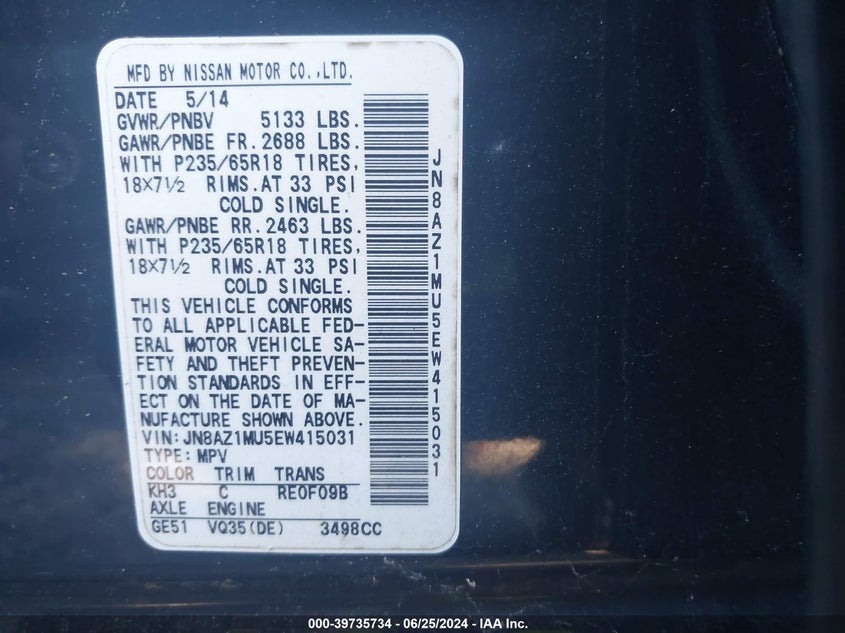 MFD BY NISSAN MOTOR CO.,LTD.
DATE 5/14
GVWR/PNBV 5133 LBS.
GAWR/PNBE FR. 2688 LBS.
WITH P235/65R18 TIRES,
18×7½ RIMS. AT 33 PSI
COLD SINGLE.
GAWR/PNBE RR. 2463 LBS.
WITH P235/65R18 TIRES,
18×7½ RIMS. AT 33 PSI
COLD SINGLE.
THIS VEHICLE CONFORMS
TO ALL APPLICABLE FED-
ERAL MOTOR VEHICLE SA-
FETY AND THEFT PREVEN-
TION STANDARDS IN EFF-
ECT ON THE DATE OF MA-
NUFACTURE SHOWN ABOVE.
VIN:JN8AZ1MU5EW415031
TYPE: MPV
COLOR TRIM TRANS
KH3 C RE0F09B
AXLE ENGINE
GE51 VQ35(DE) 3498CC
JN8AZ1MU5EW415031
000-39735734 - 06/25/2024 - IAA Inc.